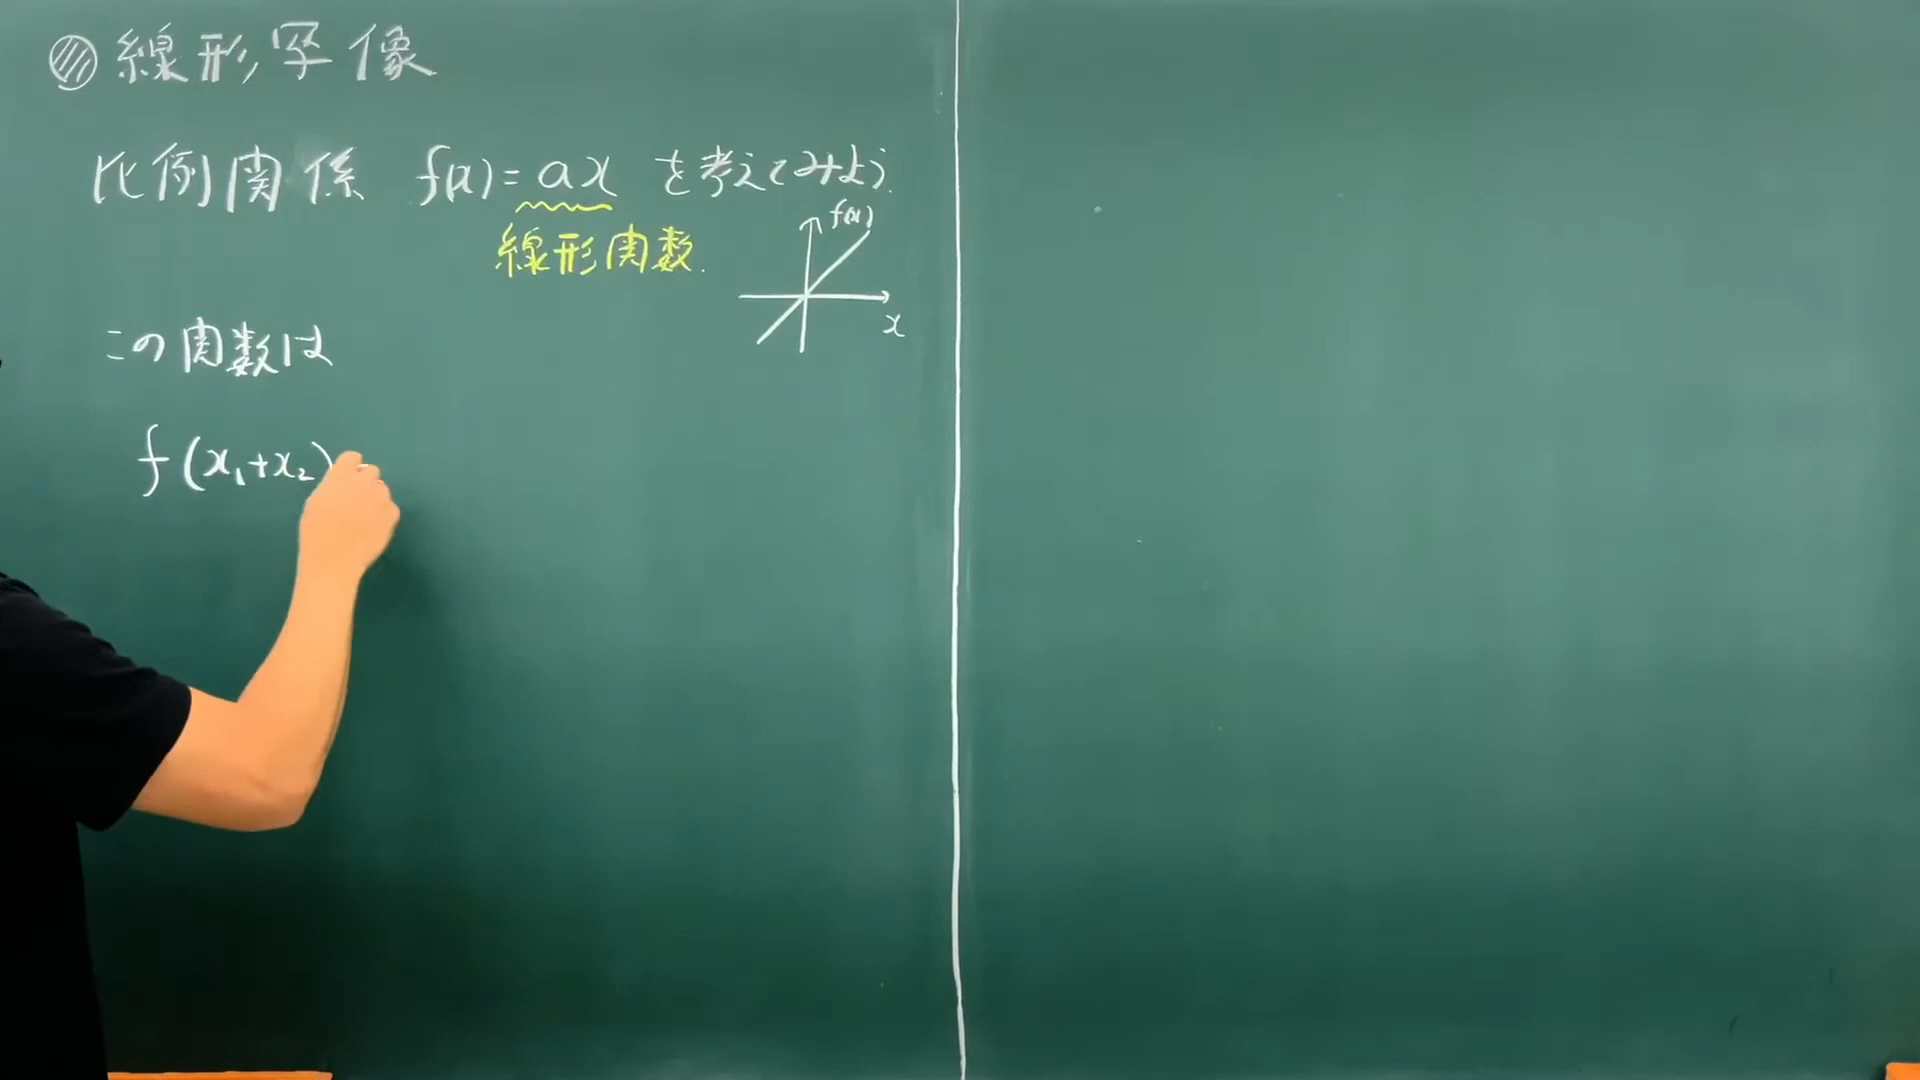 線形写像
比例関係 f(x)=ax を考えてみよう.
線形関数.
f(x)
x
この関数は
f(x₁+x₂) =